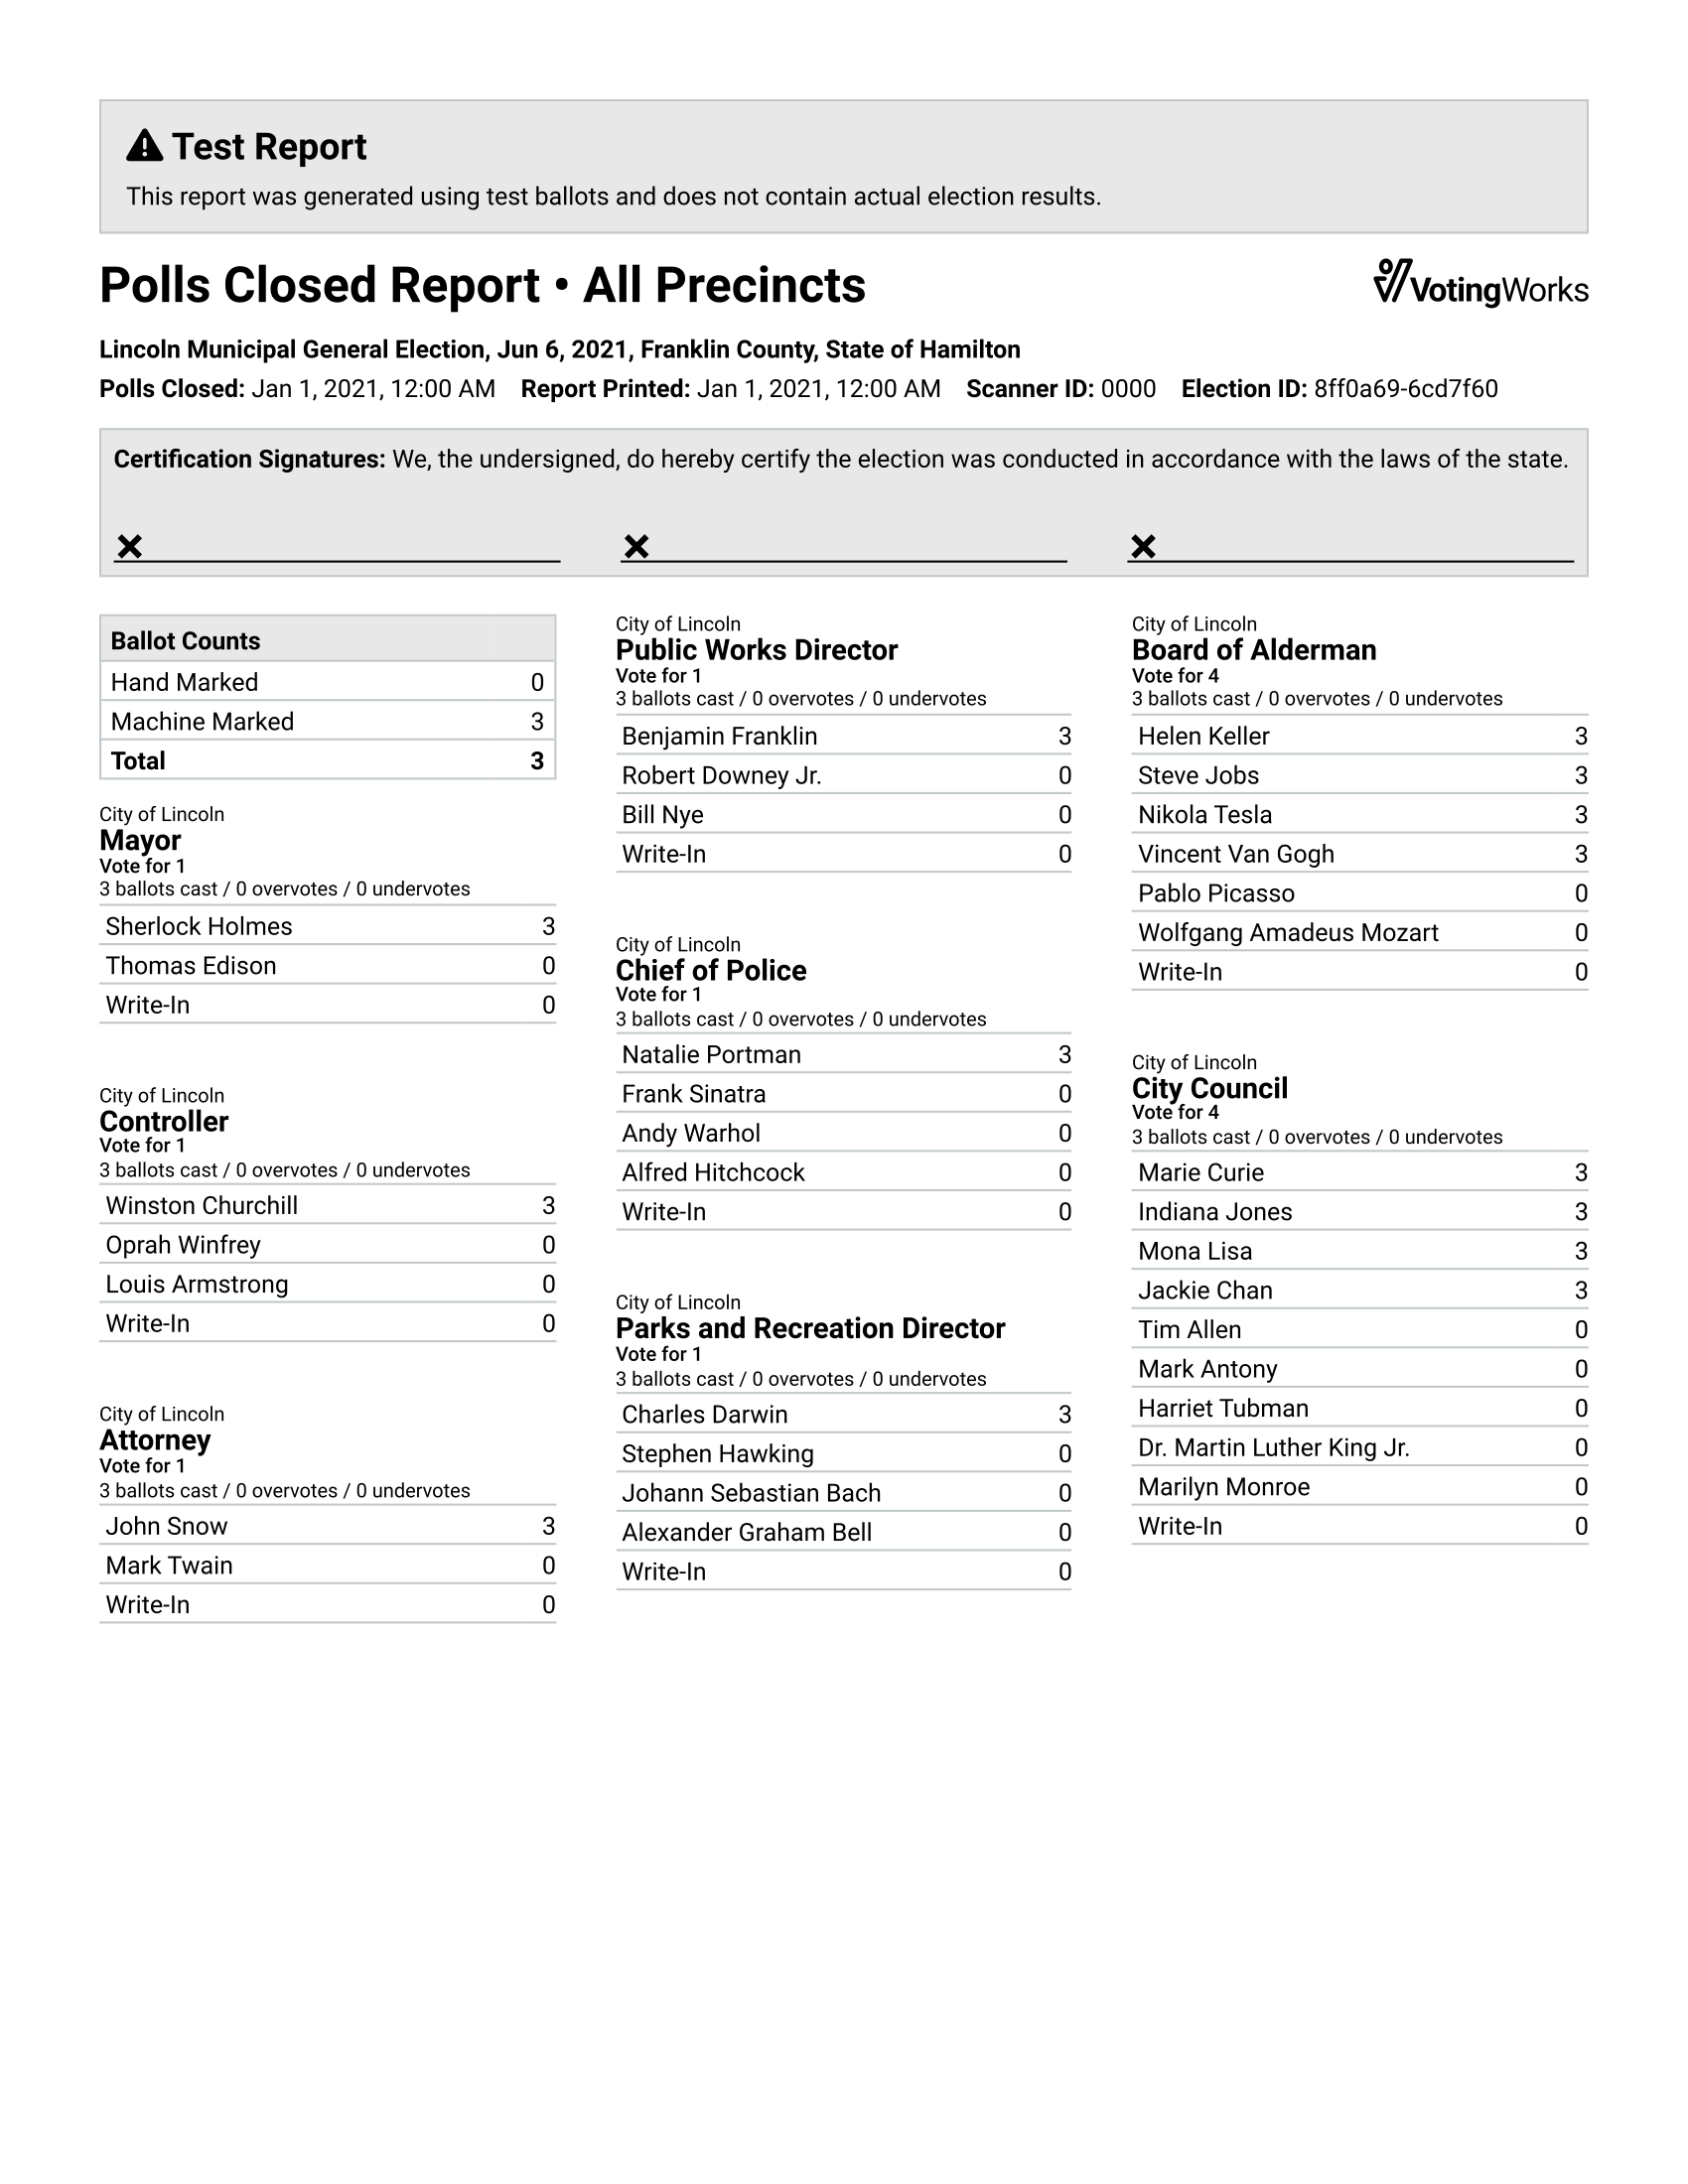 Test Report
This report was generated using test ballots and does not contain actual election results.
Polls Closed Report • All Precincts
VotingWorks
Lincoln Municipal General Election, Jun 6, 2021, Franklin County, State of Hamilton
Polls Closed: Jan 1, 2021, 12:00 AM Report Printed: Jan 1, 2021, 12:00 AM Scanner ID: 0000 Election ID: 8ff0a69-6cd7f60
Certification Signatures: We, the undersigned, do hereby certify the election was conducted in accordance with the laws of the state.
Ballot Counts
Hand Marked 0
Machine Marked 3
Total 3
City of Lincoln
Mayor
Vote for 1
3 ballots cast / 0 overvotes / 0 undervotes
Sherlock Holmes 3
Thomas Edison 0
Write-In 0
City of Lincoln
Controller
Vote for 1
3 ballots cast / 0 overvotes / 0 undervotes
Winston Churchill 3
Oprah Winfrey 0
Louis Armstrong 0
Write-In 0
City of Lincoln
Attorney
Vote for 1
3 ballots cast / 0 overvotes / 0 undervotes
John Snow 3
Mark Twain 0
Write-In 0
City of Lincoln
Public Works Director
Vote for 1
3 ballots cast / 0 overvotes / 0 undervotes
Benjamin Franklin 3
Robert Downey Jr. 0
Bill Nye 0
Write-In 0
City of Lincoln
Chief of Police
Vote for 1
3 ballots cast / 0 overvotes / 0 undervotes
Natalie Portman 3
Frank Sinatra 0
Andy Warhol 0
Alfred Hitchcock 0
Write-In 0
City of Lincoln
Parks and Recreation Director
Vote for 1
3 ballots cast / 0 overvotes / 0 undervotes
Charles Darwin 3
Stephen Hawking 0
Johann Sebastian Bach 0
Alexander Graham Bell 0
Write-In 0
City of Lincoln
Board of Alderman
Vote for 4
3 ballots cast / 0 overvotes / 0 undervotes
Helen Keller 3
Steve Jobs 3
Nikola Tesla 3
Vincent Van Gogh 3
Pablo Picasso 0
Wolfgang Amadeus Mozart 0
Write-In 0
City of Lincoln
City Council
Vote for 4
3 ballots cast / 0 overvotes / 0 undervotes
Marie Curie 3
Indiana Jones 3
Mona Lisa 3
Jackie Chan 3
Tim Allen 0
Mark Antony 0
Harriet Tubman 0
Dr. Martin Luther King Jr. 0
Marilyn Monroe 0
Write-In 0